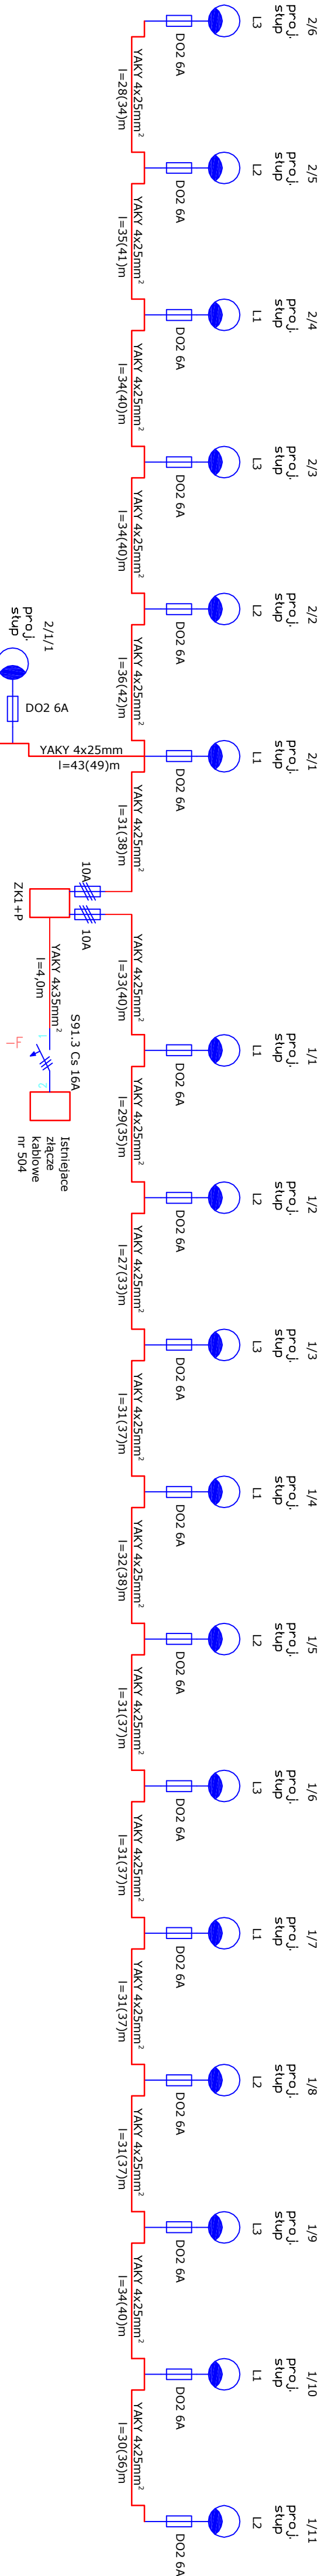 2/6
proj.
słup
L3
DO2 6A
YAKY 4x25mm²
l=28(34)m
2/5
proj.
słup
L2
DO2 6A
YAKY 4x25mm²
l=35(41)m
2/4
proj.
słup
L1
DO2 6A
YAKY 4x25mm²
l=34(40)m
2/3
proj.
słup
L3
DO2 6A
YAKY 4x25mm²
l=34(40)m
2/2
proj.
słup
L2
DO2 6A
YAKY 4x25mm²
l=36(42)m
2/1
proj.
słup
L1
DO2 6A
2/1/1
proj.
słup
DO2 6A
YAKY 4x25mm
l=43(49)m
YAKY 4x25mm²
l=31(38)m
10A
10A
ZK1+P
YAKY 4x35mm²
l=4,0m
S91.3 Cs 16A
1
-F
2
Istniejace
złącze
kablowe
nr 504
YAKY 4x25mm²
l=33(40)m
1/1
proj.
słup
L1
DO2 6A
YAKY 4x25mm²
l=29(35)m
1/2
proj.
słup
L2
DO2 6A
YAKY 4x25mm²
l=27(33)m
1/3
proj.
słup
L3
DO2 6A
YAKY 4x25mm²
l=31(37)m
1/4
proj.
słup
L1
DO2 6A
YAKY 4x25mm²
l=32(38)m
1/5
proj.
słup
L2
DO2 6A
YAKY 4x25mm²
l=31(37)m
1/6
proj.
słup
L3
DO2 6A
YAKY 4x25mm²
l=31(37)m
1/7
proj.
słup
L1
DO2 6A
YAKY 4x25mm²
l=31(37)m
1/8
proj.
słup
L2
DO2 6A
YAKY 4x25mm²
l=31(37)m
1/9
proj.
słup
L3
DO2 6A
YAKY 4x25mm²
l=34(40)m
1/10
proj.
słup
L1
DO2 6A
YAKY 4x25mm²
l=30(36)m
1/11
proj.
słup
L2
DO2 6A